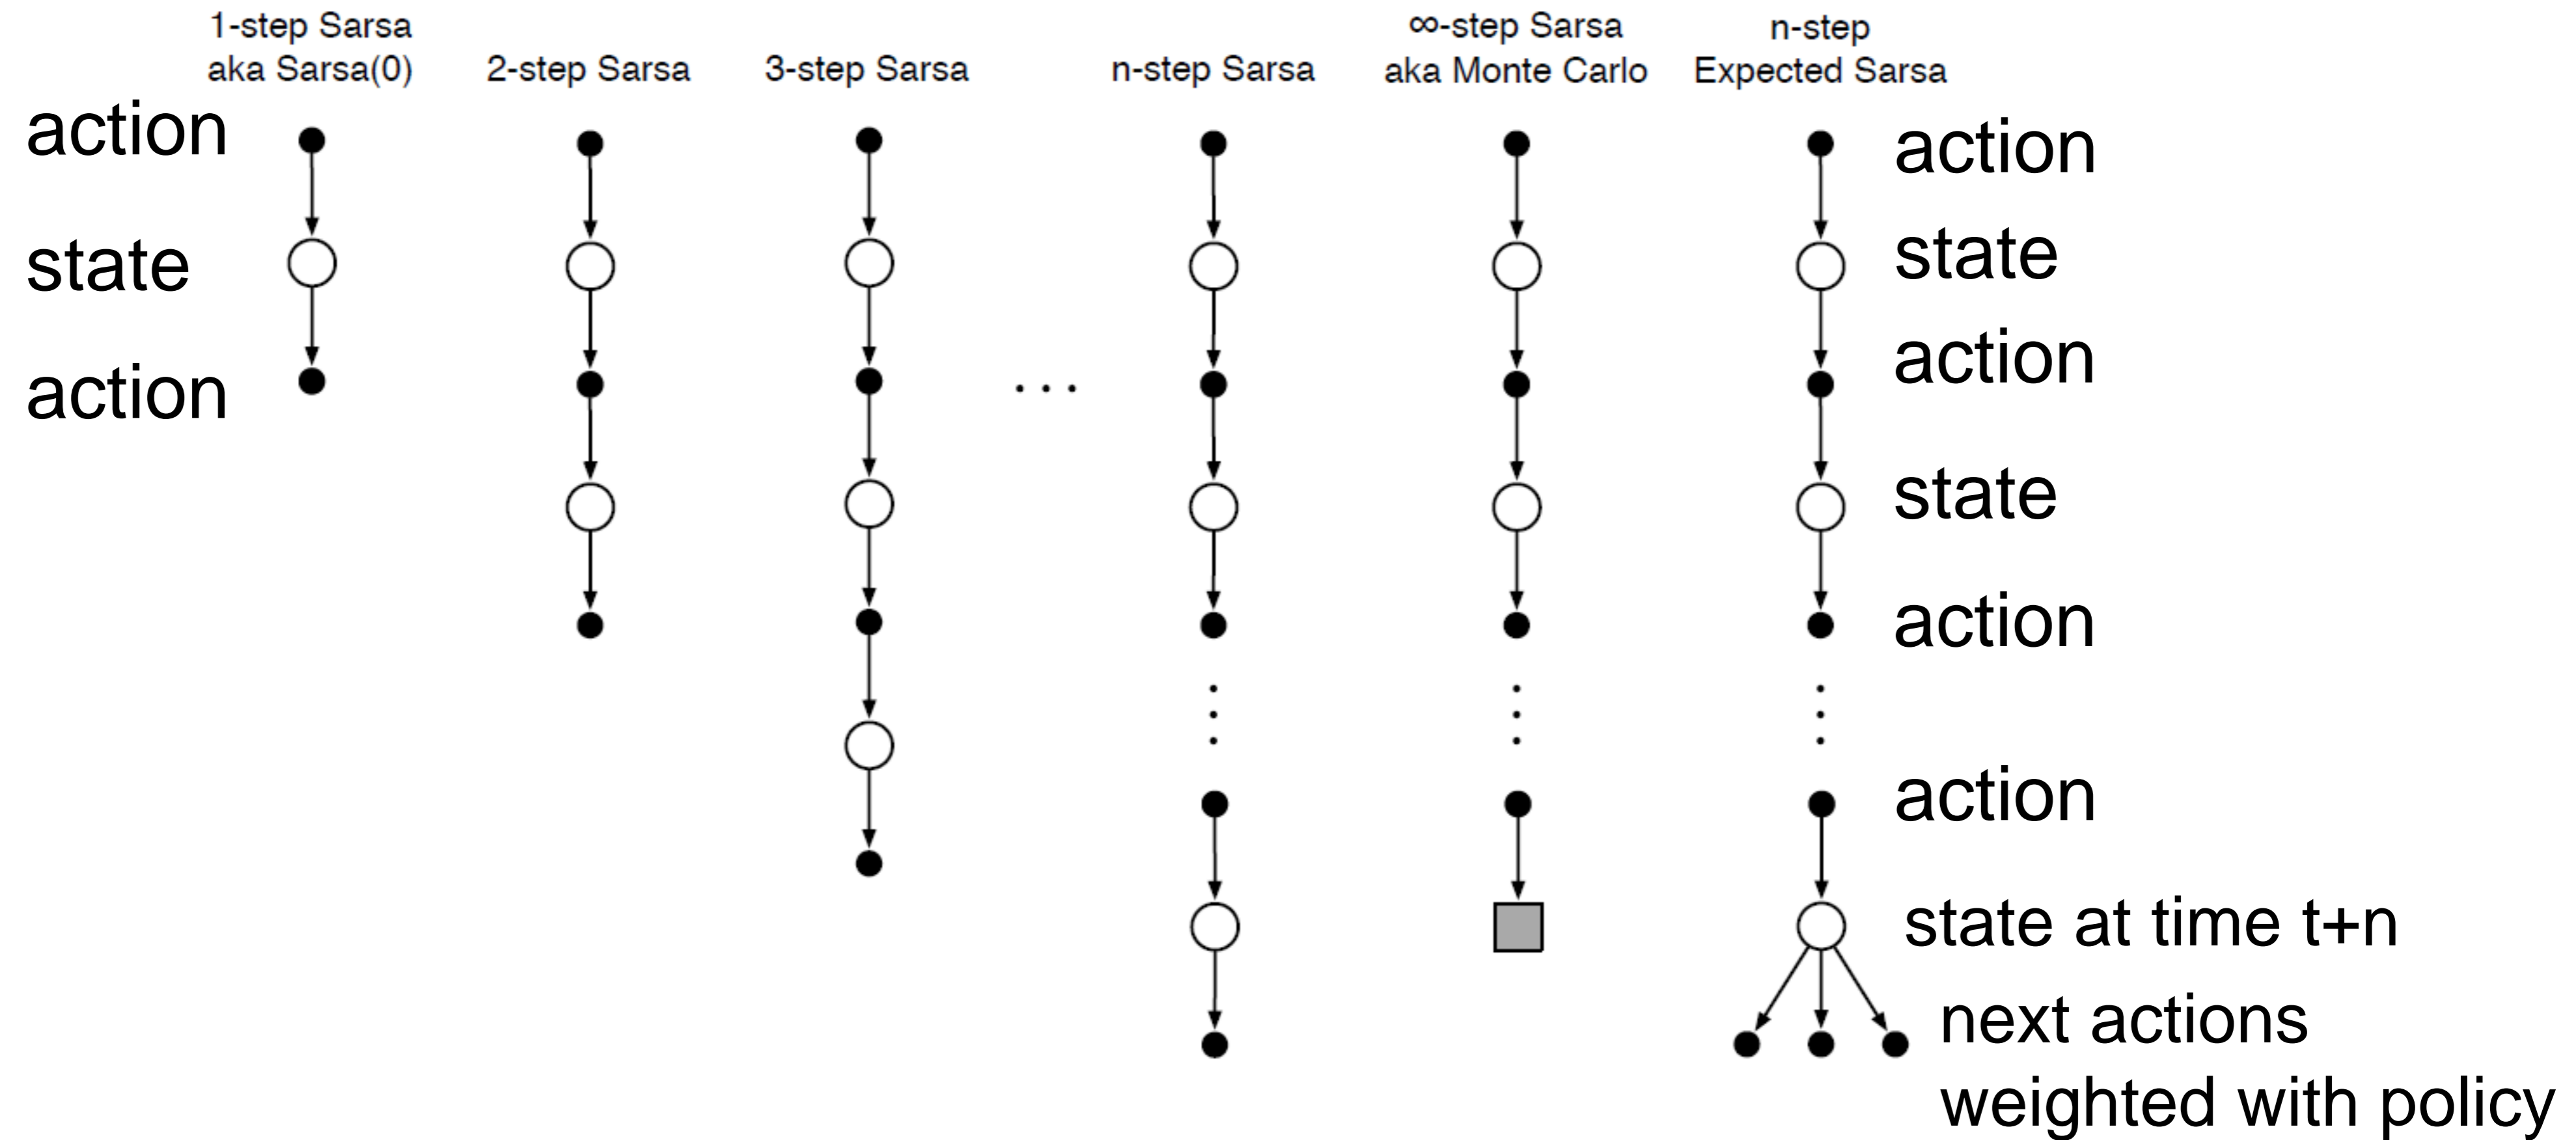 1-step Sarsa
aka Sarsa(0)
2-step Sarsa
3-step Sarsa
n-step Sarsa
∞-step Sarsa
aka Monte Carlo
n-step
Expected Sarsa
action
state
action
. . .
action
state
action
state
action
action
state at time t+n
next actions
weighted with policy